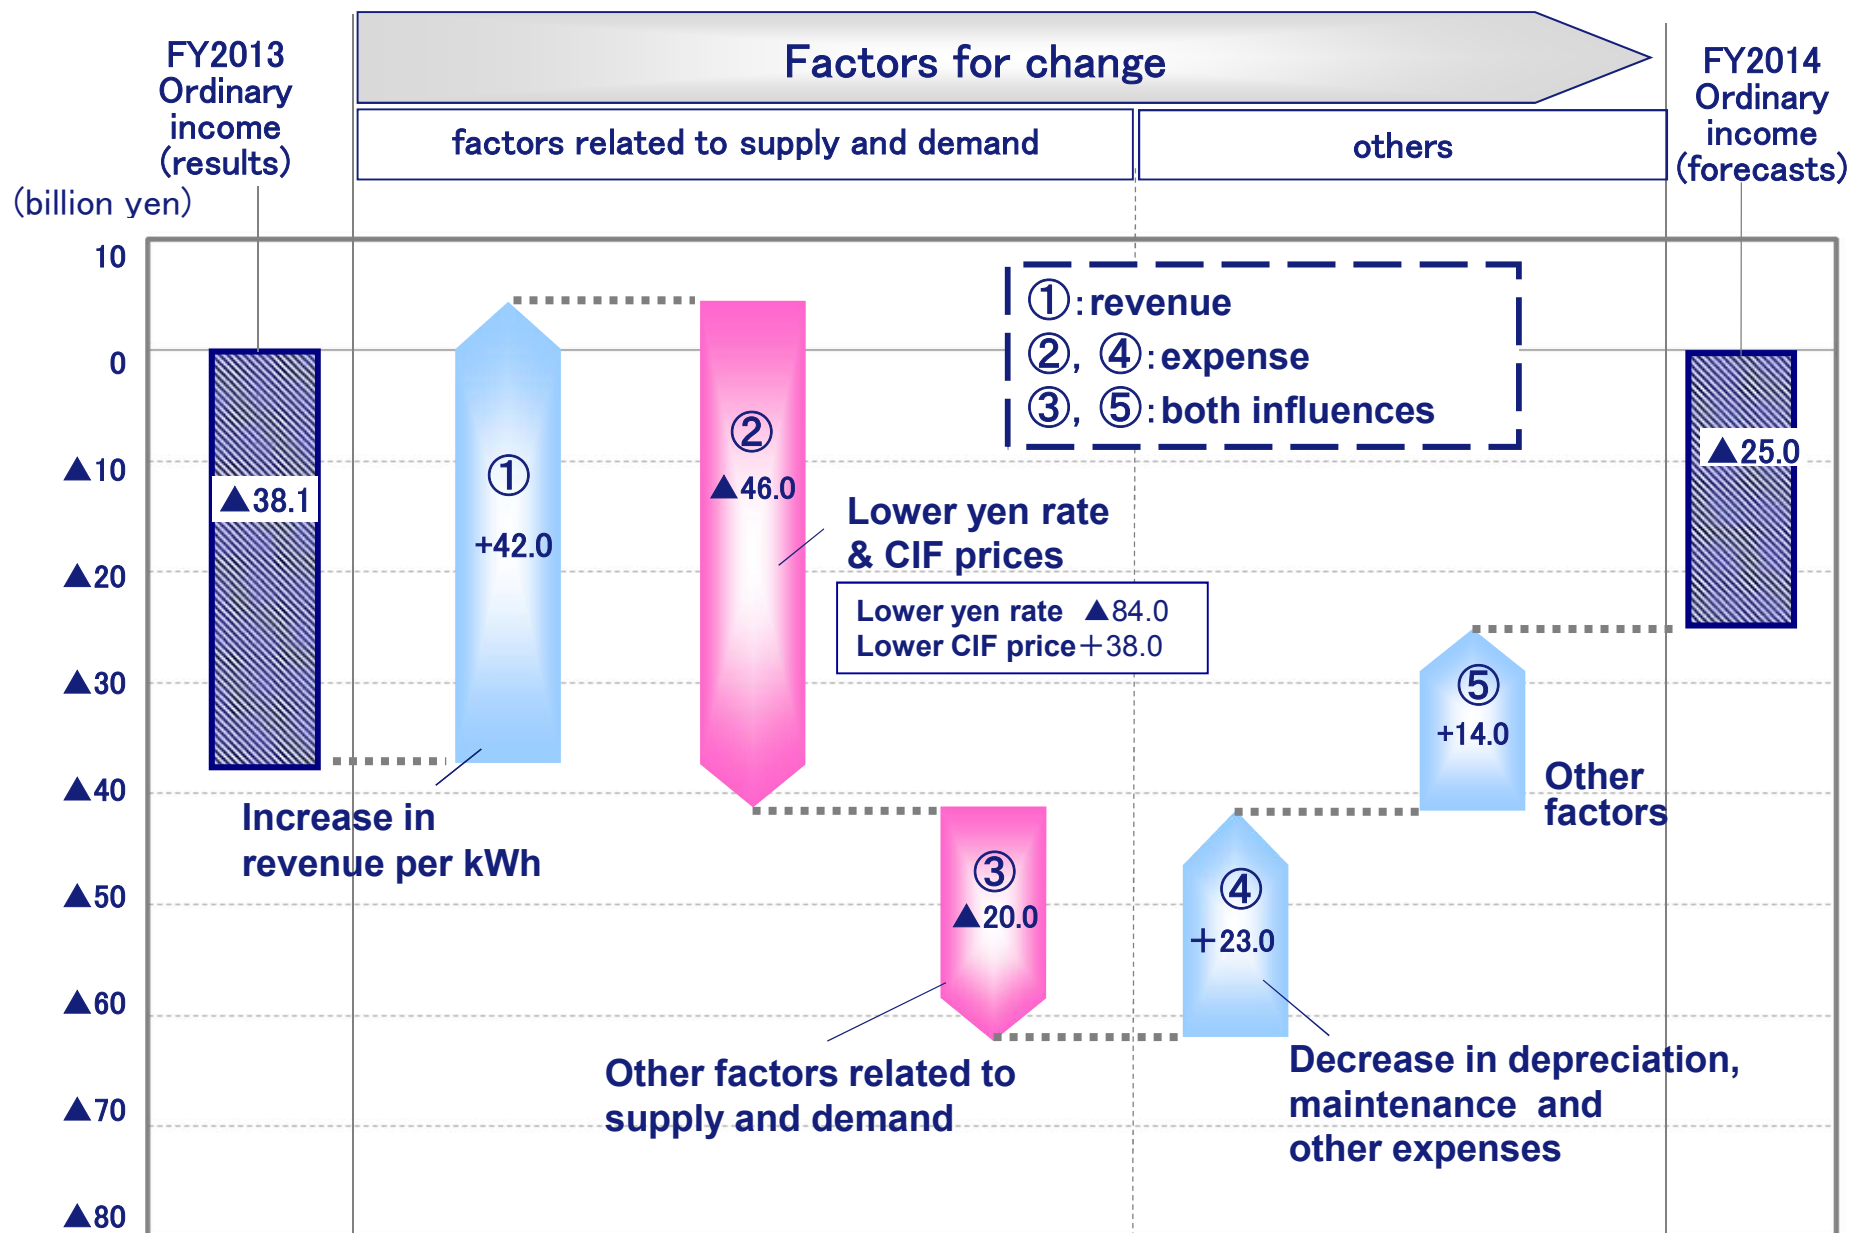 FY2013
Ordinary
income
(results)
Factors for change
factors related to supply and demand
others
FY2014
Ordinary
income
(forecasts)
(billion yen)
10
0
▲10
▲20
▲30
▲40
▲50
▲60
▲70
▲80
①:revenue
②, ④:expense
③, ⑤:both influences
▲38.1
①
+42.0
Increase in
revenue per kWh
②
▲46.0
Lower yen rate
& CIF prices
Lower yen rate ▲84.0
Lower CIF price+38.0
③
▲20.0
Other factors related to
supply and demand
④
+23.0
Decrease in depreciation,
maintenance and
other expenses
⑤
+14.0
Other
factors
▲25.0